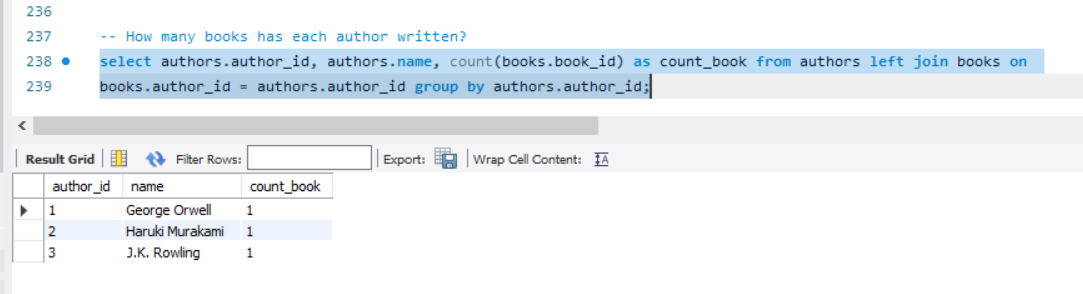 236
237 -- How many books has each author written?
238 select authors.author_id, authors.name, count(books.book_id) as count_book from authors left join books on
239 books.author_id = authors.author_id group by authors.author_id;
Result Grid Filter Rows: Export: Wrap Cell Content: IA
author_id name count_book
1 George Orwell 1
2 Haruki Murakami 1
3 J.K. Rowling 1